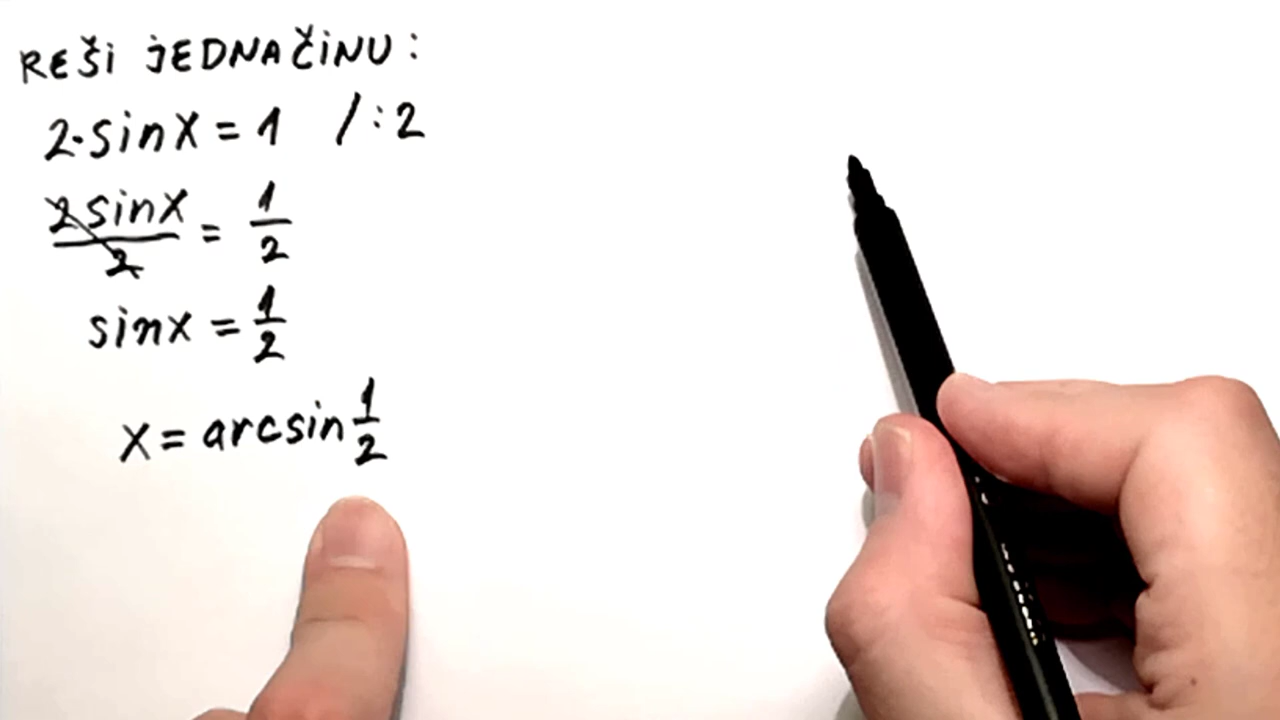 REŠI JEDNAČINU:
2·sinx = 1 /:2
2sinx/2 = 1/2
sinx = 1/2
x = arcsin 1/2